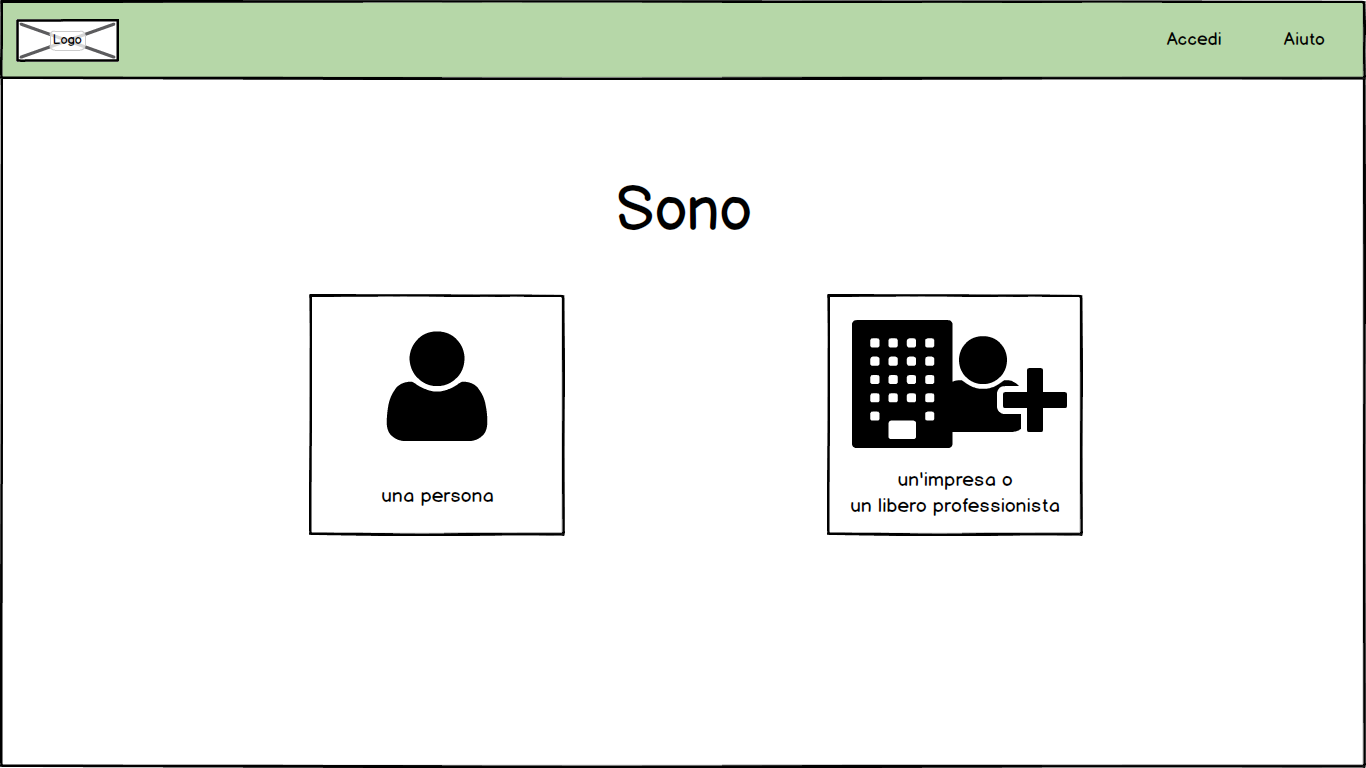 Logo
Accedi
Aiuto
Sono
una persona
un'impresa o
un libero professionista